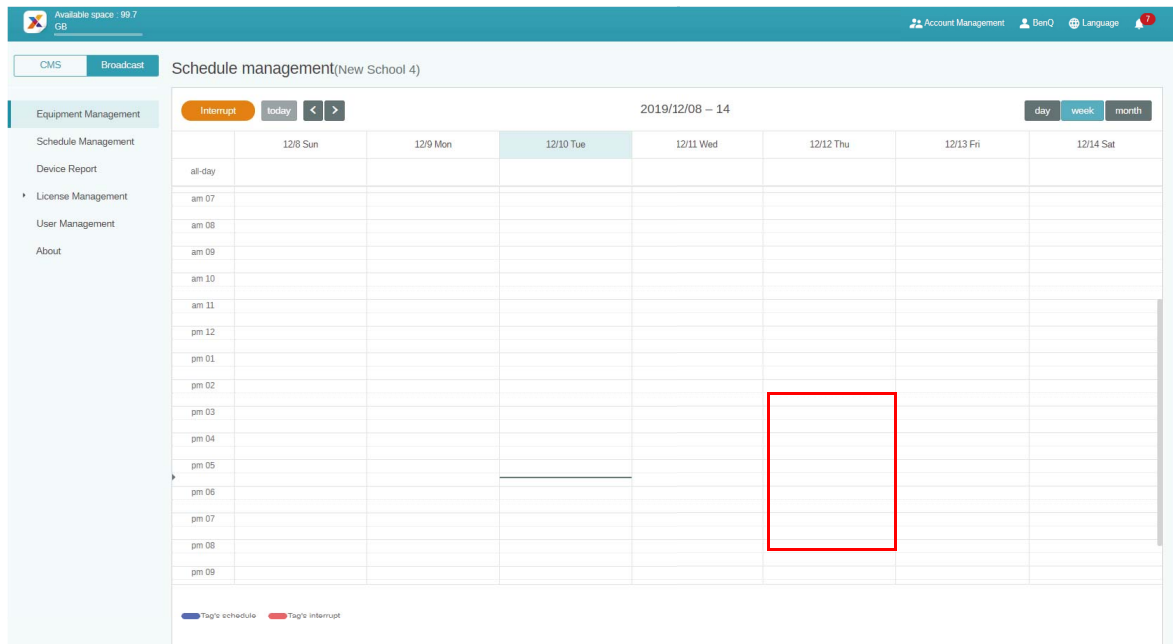 Available space : 99.7
GB
Account Management
BenQ
Language
7
CMS
Broadcast
Schedule management(New School 4)
Equipment Management
Schedule Management
Device Report
License Management
User Management
About
Interrupt
today
< >
2019/12/08 – 14
day
week
month
12/8 Sun
12/9 Mon
12/10 Tue
12/11 Wed
12/12 Thu
12/13 Fri
12/14 Sat
all-day
am 07
am 08
am 09
am 10
am 11
pm 12
pm 01
pm 02
pm 03
pm 04
pm 05
pm 06
pm 07
pm 08
pm 09
Tag's schedule
Tag's interrupt